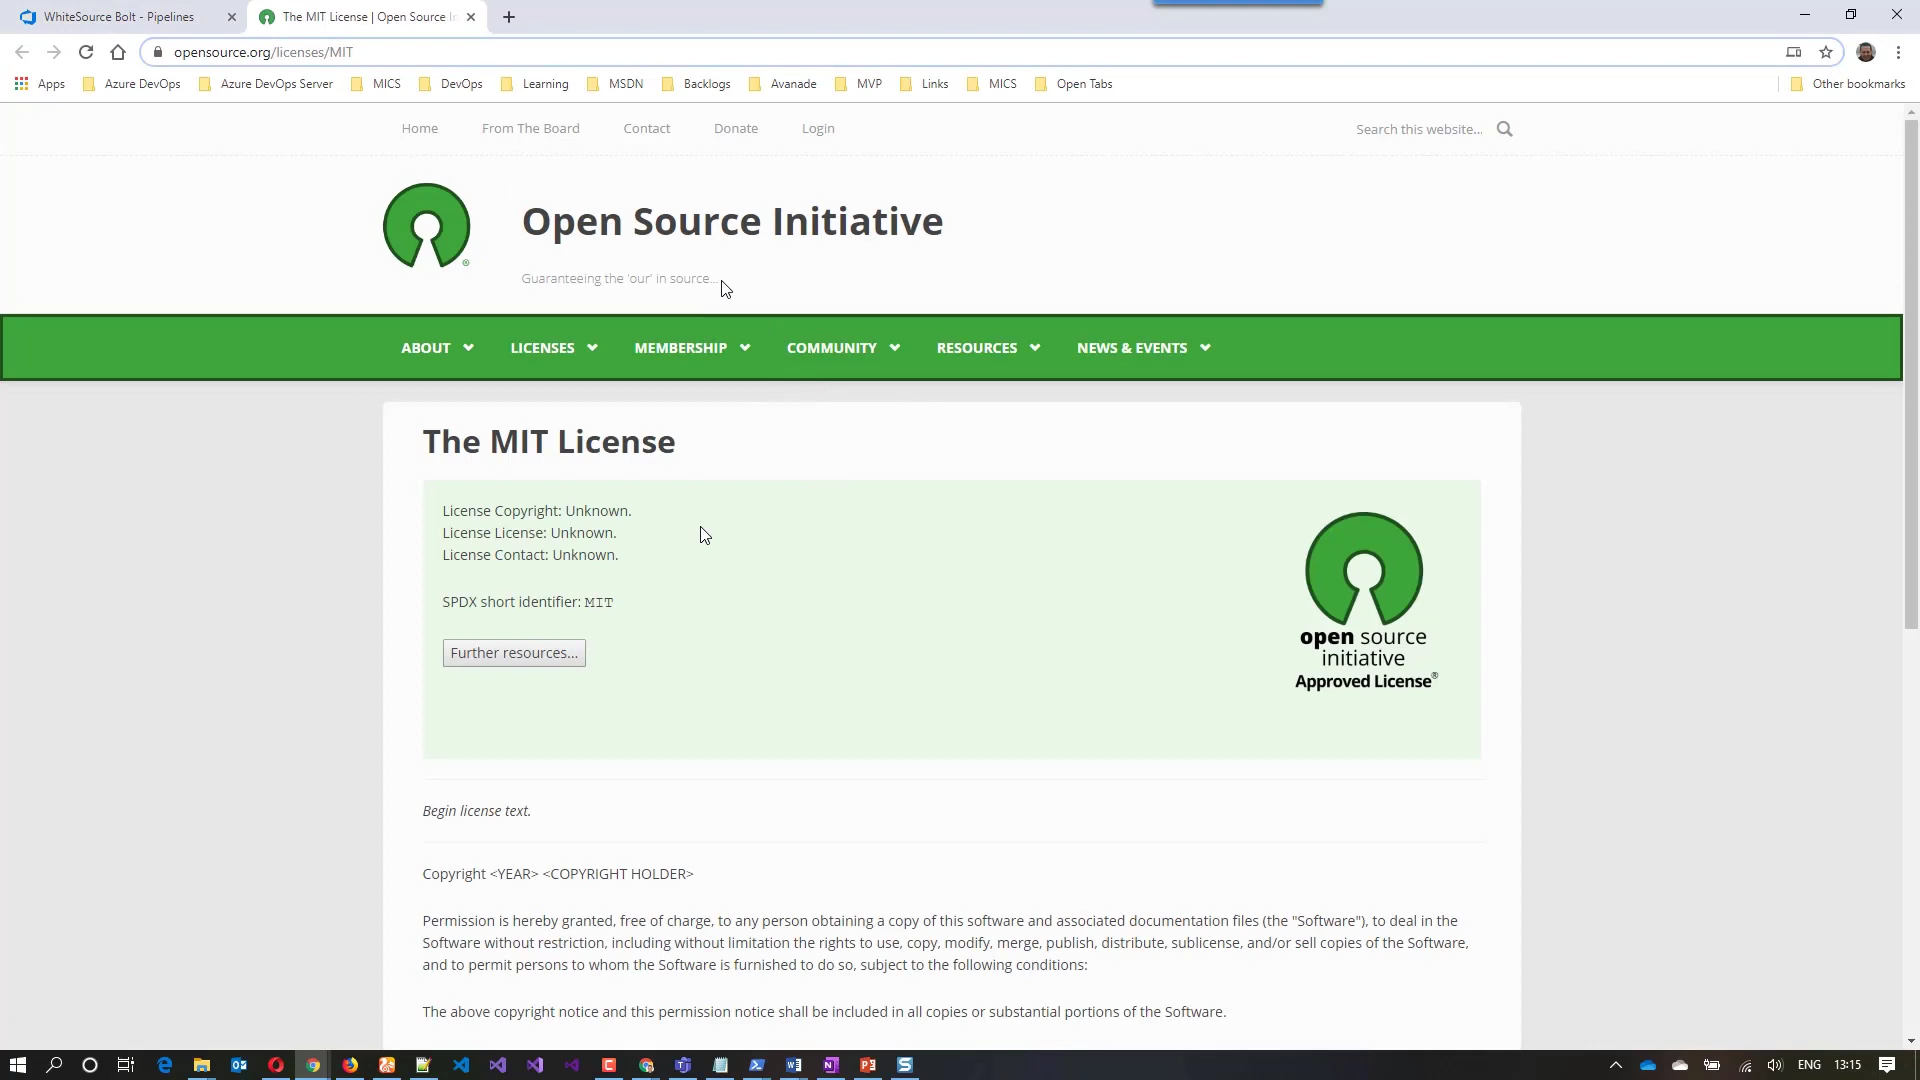 WhiteSource Bolt - Pipelines
The MIT License | Open Source In
opensource.org/licenses/MIT
Apps Azure DevOps Azure DevOps Server MICS DevOps Learning MSDN Backlogs Avanade MVP Links MICS Open Tabs Other bookmarks
Home From The Board Contact Donate Login Search this website...
Open Source Initiative
Guaranteeing the 'our' in source...
ABOUT LICENSES MEMBERSHIP COMMUNITY RESOURCES NEWS & EVENTS
The MIT License
License Copyright: Unknown.
License License: Unknown.
License Contact: Unknown.
SPDX short identifier: MIT
Further resources...
open source
initiative
Approved License®
Begin license text.
Copyright <YEAR> <COPYRIGHT HOLDER>
Permission is hereby granted, free of charge, to any person obtaining a copy of this software and associated documentation files (the "Software"), to deal in the
Software without restriction, including without limitation the rights to use, copy, modify, merge, publish, distribute, sublicense, and/or sell copies of the Software,
and to permit persons to whom the Software is furnished to do so, subject to the following conditions:
The above copyright notice and this permission notice shall be included in all copies or substantial portions of the Software.
ENG 13:15